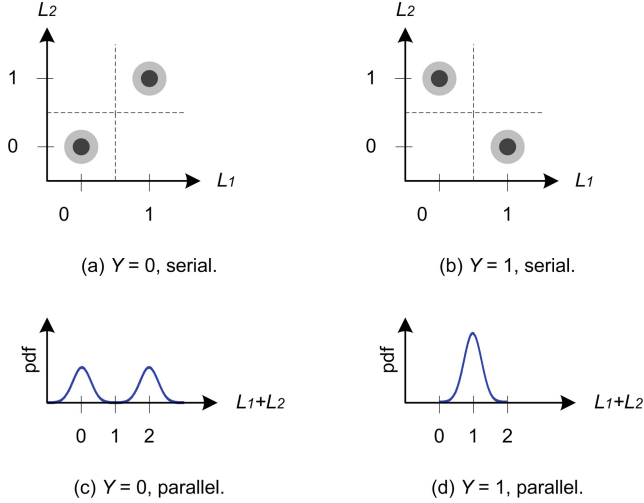 L2
L2
1
1
0
0
L1
L1
0
1
0
1
(a) Y = 0, serial.
(b) Y = 1, serial.
pdf
pdf
L1+L2
L1+L2
0 1 2
0 1 2
(c) Y = 0, parallel.
(d) Y = 1, parallel.